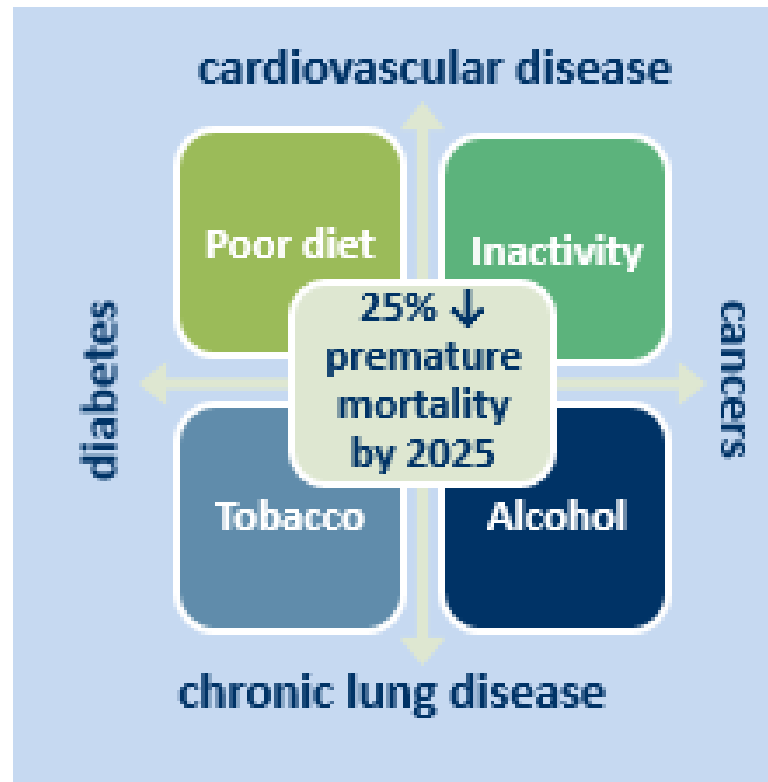 cardiovascular disease
Poor diet
Inactivity
25% ↓
premature
mortality
by 2025
diabetes
cancers
Tobacco
Alcohol
chronic lung disease